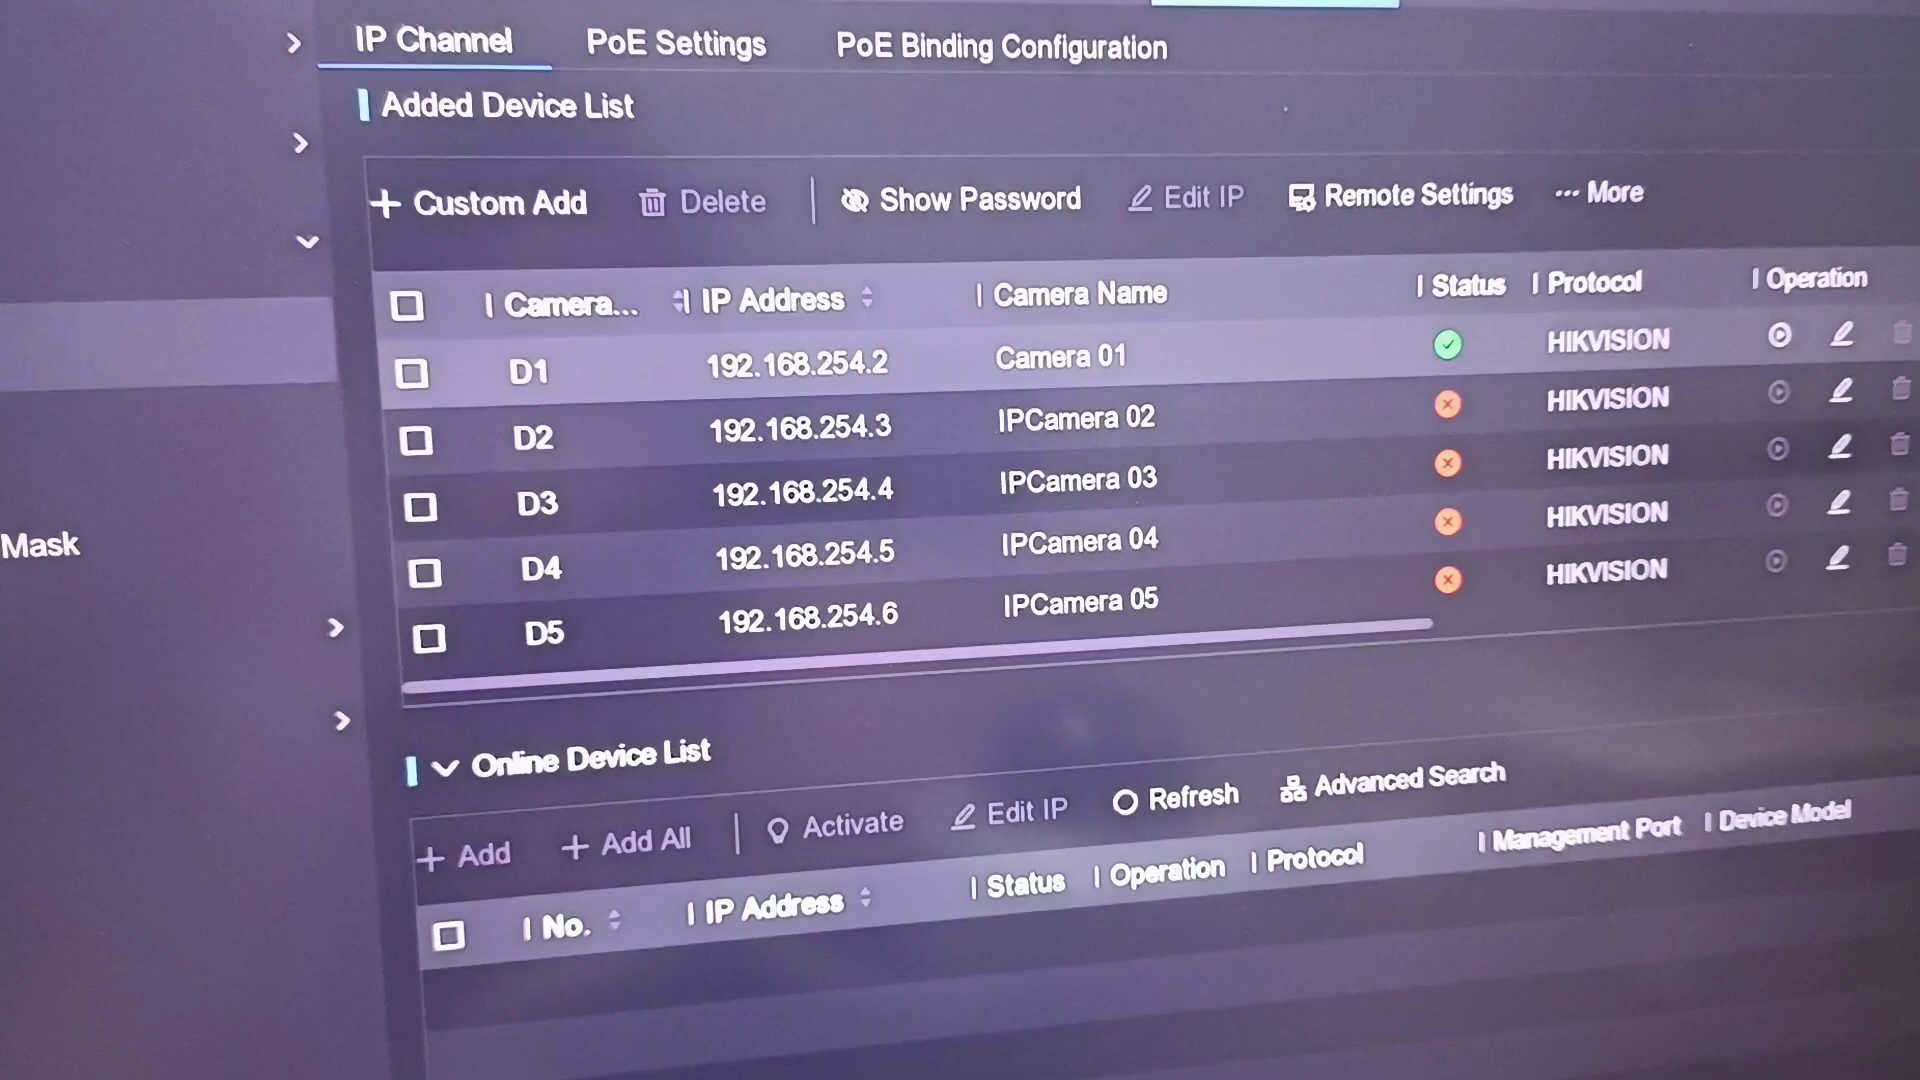 IP Channel PoE Settings PoE Binding Configuration
Added Device List
Custom Add Delete Show Password Edit IP Remote Settings ... More
Camera... IP Address Camera Name Status Protocol Operation
D1 192.168.254.2 Camera 01 HIKVISION
D2 192.168.254.3 IPCamera 02 HIKVISION
D3 192.168.254.4 IPCamera 03 HIKVISION
D4 192.168.254.5 IPCamera 04 HIKVISION
D5 192.168.254.6 IPCamera 05 HIKVISION
Mask
Online Device List
+ Add + Add All Activate Edit IP Refresh Advanced Search
No. IP Address Status Operation Protocol Management Port Device Model